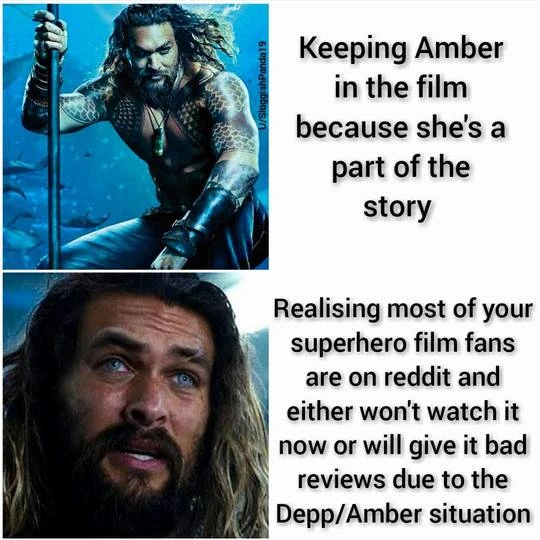 Keeping Amber
in the film
because she's a
part of the
story
U/SluggishPanda19
Realising most of your
superhero film fans
are on reddit and
either won't watch it
now or will give it bad
reviews due to the
Depp/Amber situation